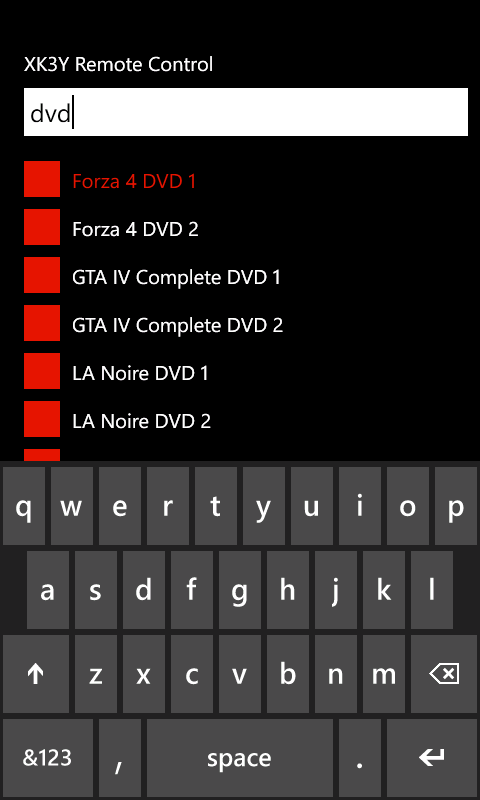 XK3Y Remote Control
dvd
Forza 4 DVD 1
Forza 4 DVD 2
GTA IV Complete DVD 1
GTA IV Complete DVD 2
LA Noire DVD 1
LA Noire DVD 2
q w e r t y u i o p
a s d f g h j k l
z x c v b n m
&123 , space .